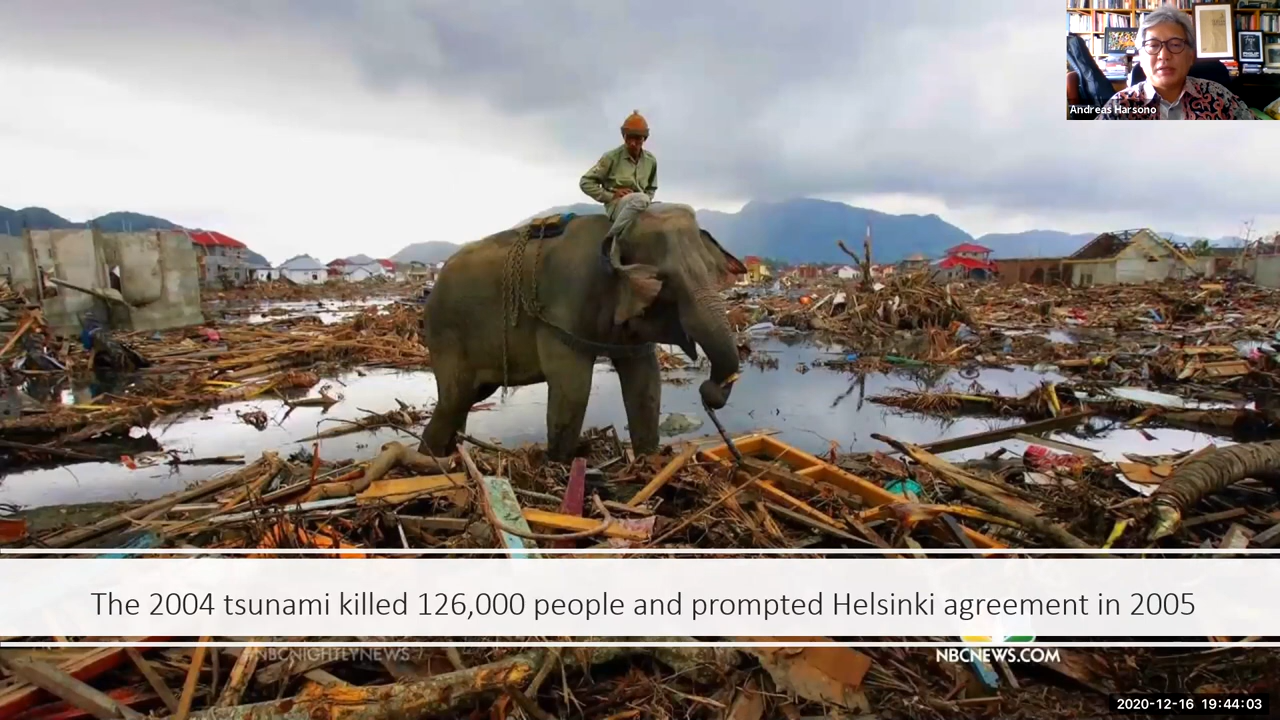 Andreas Harsono
The 2004 tsunami killed 126,000 people and prompted Helsinki agreement in 2005
NBCNIGHTLYNEWS
NBCNEWS.COM
2020-12-16 19:44:03